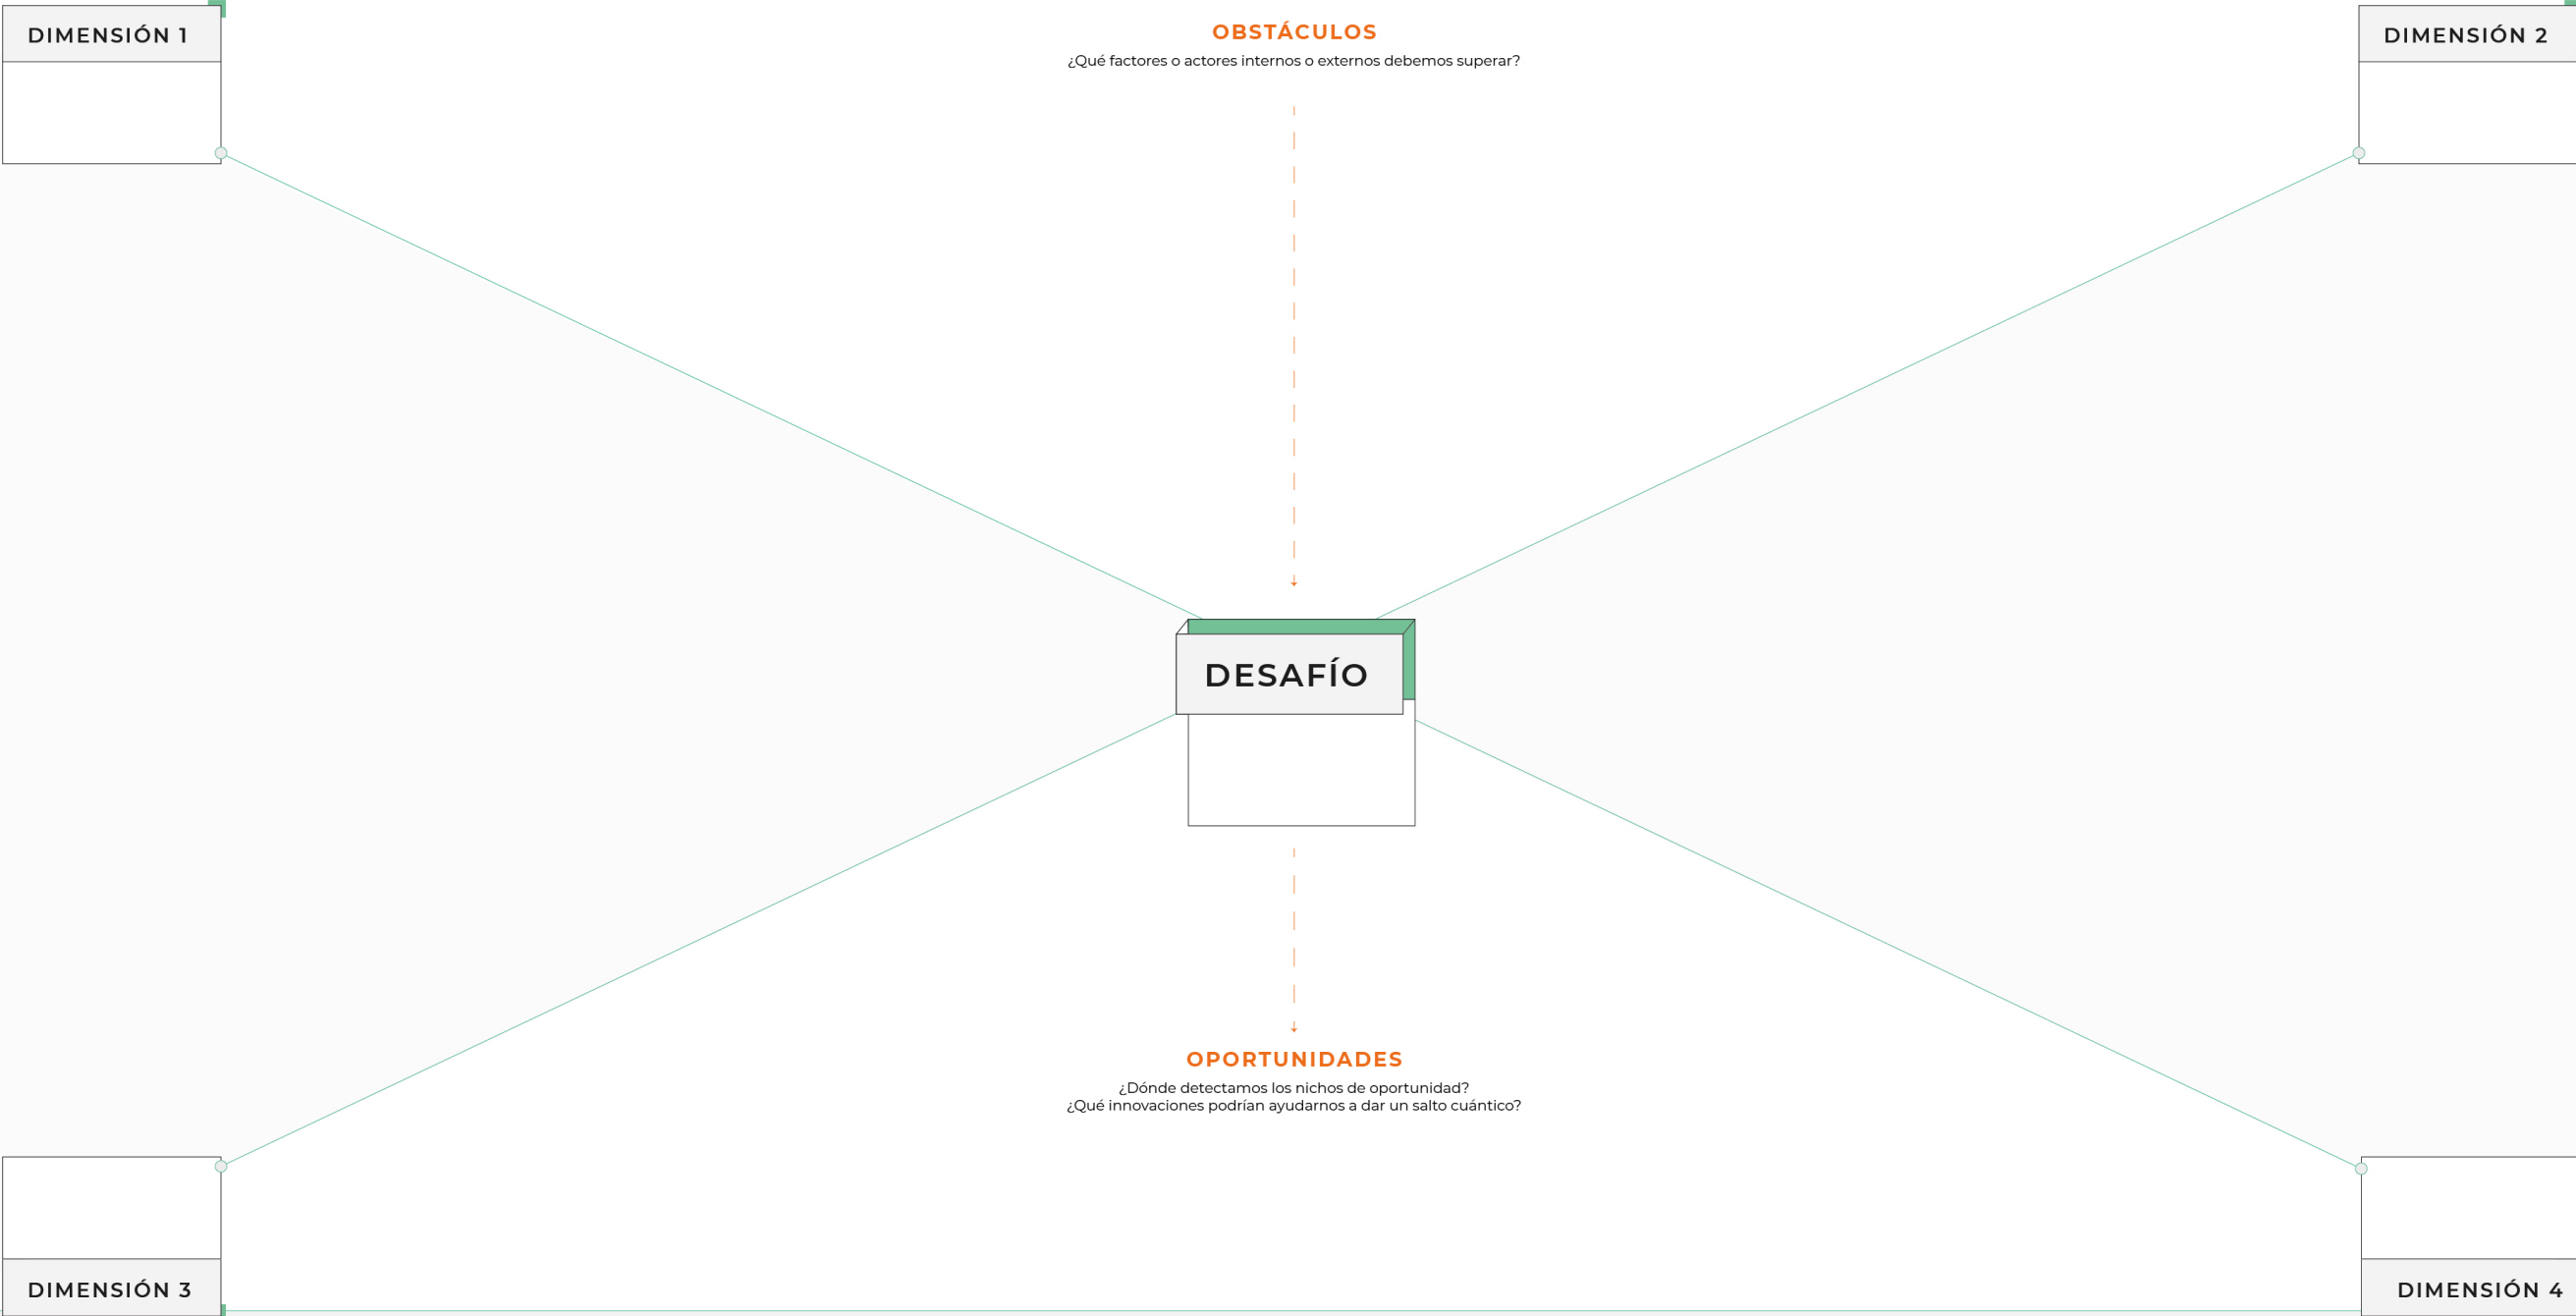 DIMENSIÓN 1
OBSTÁCULOS
¿Qué factores o actores internos o externos debemos superar?
DIMENSIÓN 2
DESAFÍO
OPORTUNIDADES
¿Dónde detectamos los nichos de oportunidad?
¿Qué innovaciones podrían ayudarnos a dar un salto cuántico?
DIMENSIÓN 3
DIMENSIÓN 4